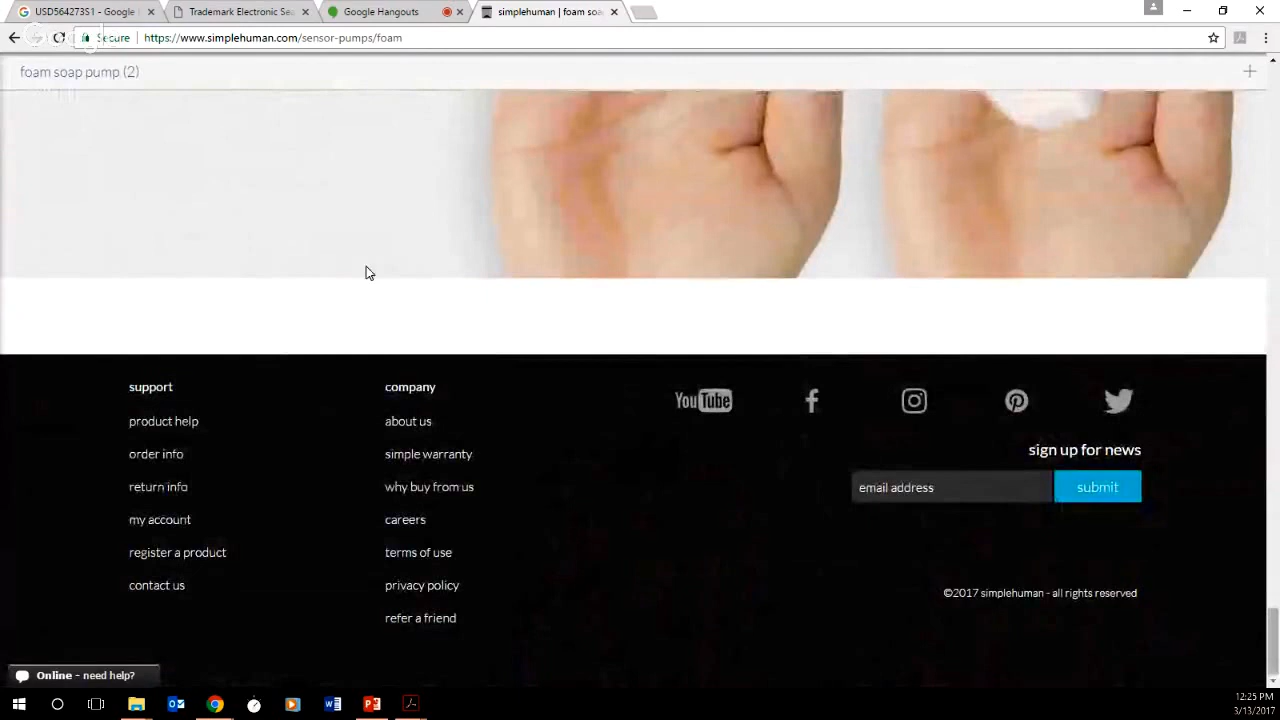 USD564273S1 - Google
Trademark Electronic Sea
Google Hangouts
simplehuman | foam soa
Secure
https://www.simplehuman.com/sensor-pumps/foam
foam soap pump (2)
support
product help
order info
return info
my account
register a product
contact us
company
about us
simple warranty
why buy from us
careers
terms of use
privacy policy
refer a friend
YouTube
sign up for news
email address
submit
©2017 simplehuman - all rights reserved
Online - need help?
12:25 PM
3/13/2017